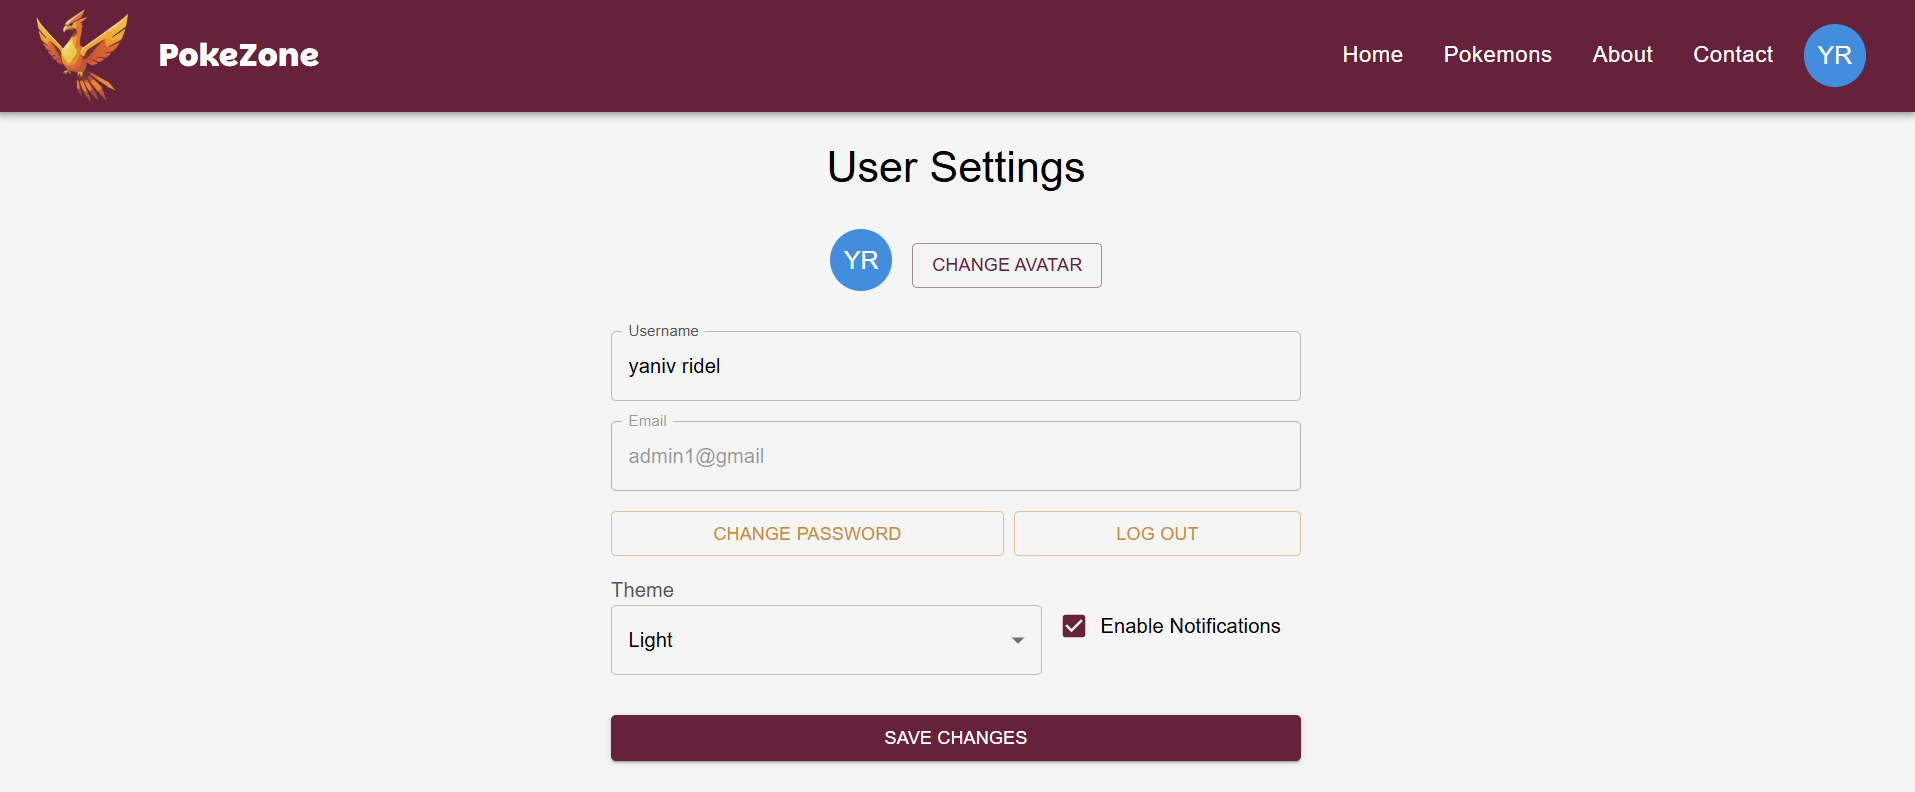 PokeZone
Home Pokemons About Contact YR
User Settings
YR CHANGE AVATAR
Username
yaniv ridel
Email
admin1@gmail
CHANGE PASSWORD LOG OUT
Theme
Light Enable Notifications
SAVE CHANGES